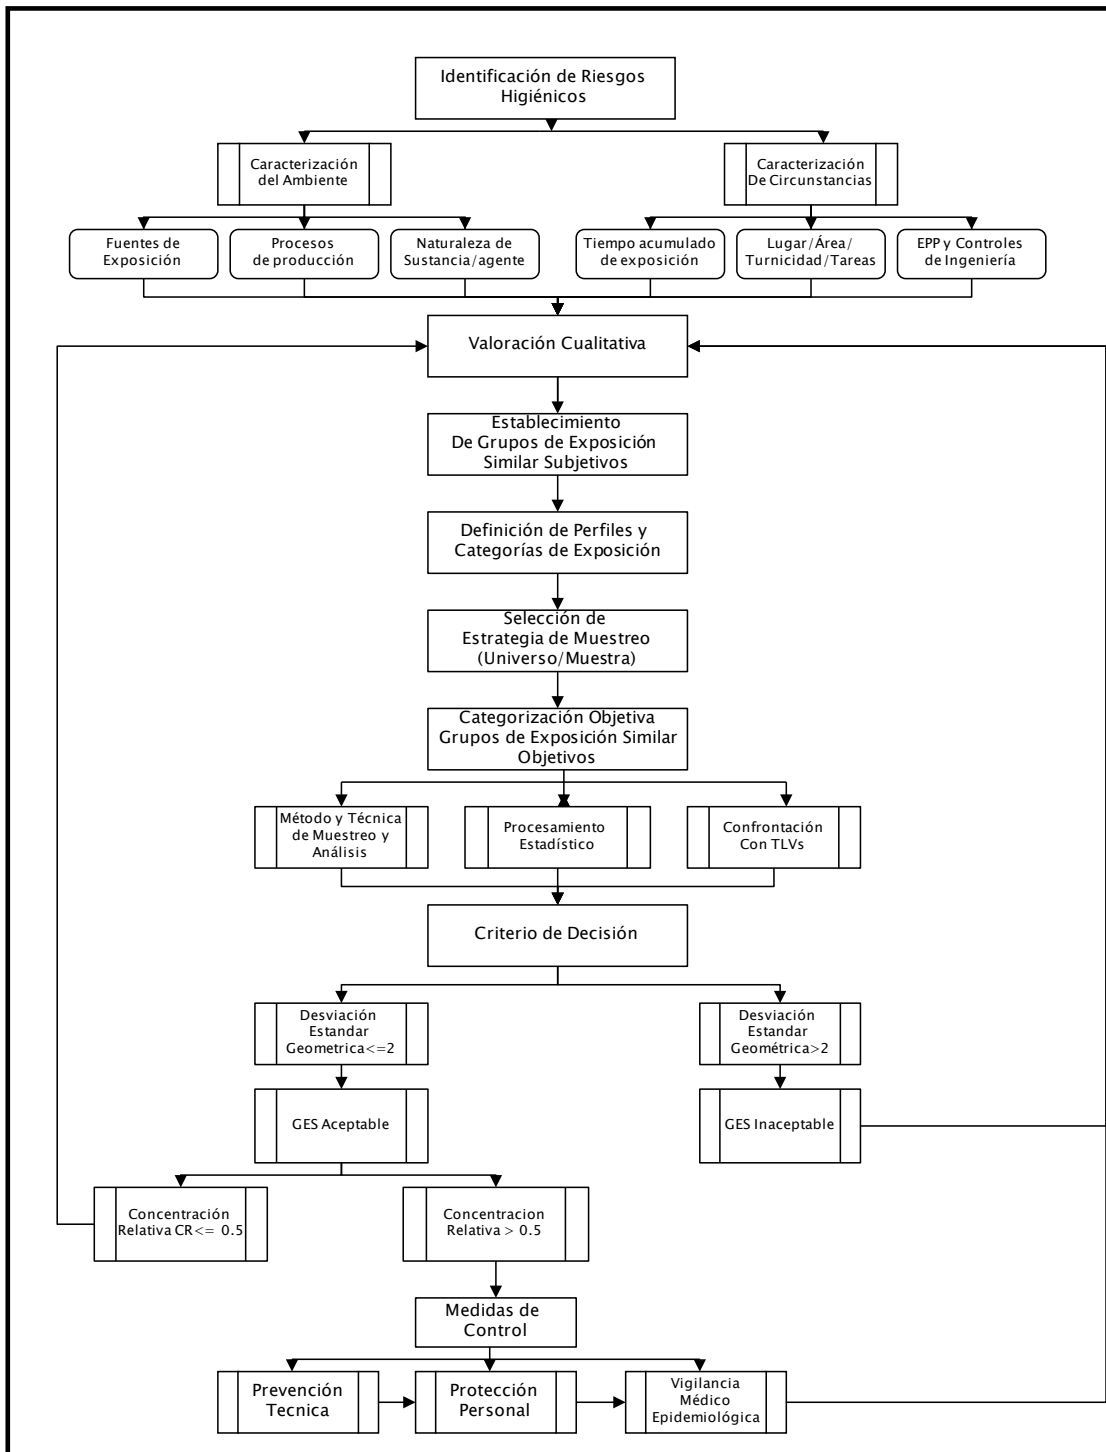 Identificación de Riesgos
Higiénicos
Caracterización
del Ambiente
Caracterización
De Circunstancias
Fuentes de
Exposición
Procesos
de producción
Naturaleza de
Sustancia/agente
Tiempo acumulado
de exposición
Lugar/Área/
Turnicidad/Tareas
EPP y Controles
de Ingeniería
Valoración Cualitativa
Establecimiento
De Grupos de Exposición
Similar Subjetivos
Definición de Perfiles y
Categorías de Exposición
Selección de
Estrategia de Muestreo
(Universo/Muestra)
Categorización Objetiva
Grupos de Exposición Similar
Objetivos
Método y Técnica
de Muestreo y
Análisis
Procesamiento
Estadístico
Confrontación
Con TLVs
Criterio de Decisión
Desviación
Estandar
Geometrica<=2
Desviación
Estandar
Geométrica>2
GES Aceptable
GES Inaceptable
Concentración
Relativa CR<= 0.5
Concentracion
Relativa > 0.5
Medidas de
Control
Prevención
Tecnica
Protección
Personal
Vigilancia
Médico
Epidemiológica